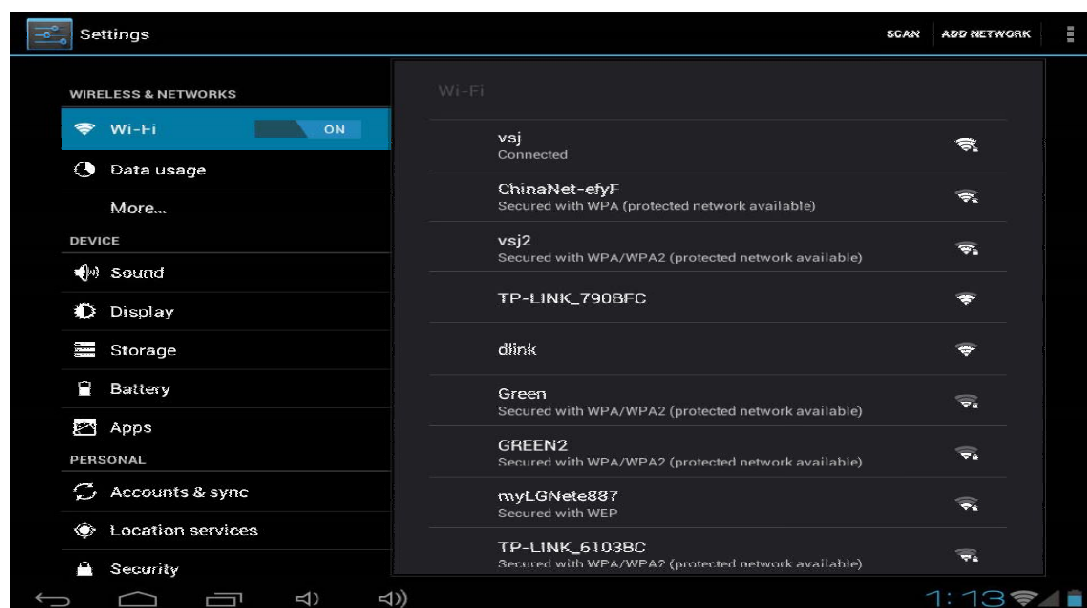 Settings
SCAN
ADD NETWORK
WIRELESS & NETWORKS
Wi-Fi
ON
Data usage
More...
DEVICE
Sound
Display
Storage
Battery
Apps
PERSONAL
Accounts & sync
Location services
Security
Wi-Fi
vsj
Connected
ChinaNet-efyF
Secured with WPA (protected network available)
vsj2
Secured with WPA/WPA2 (protected network available)
TP-LINK_790BFC
dlink
Green
Secured with WPA/WPA2 (protected network available)
GREEN2
Secured with WPA/WPA2 (protected network available)
myLGNete887
Secured with WEP
TP-LINK_6103BC
Secured with WPA/WPA2 (protected network available)
1:13